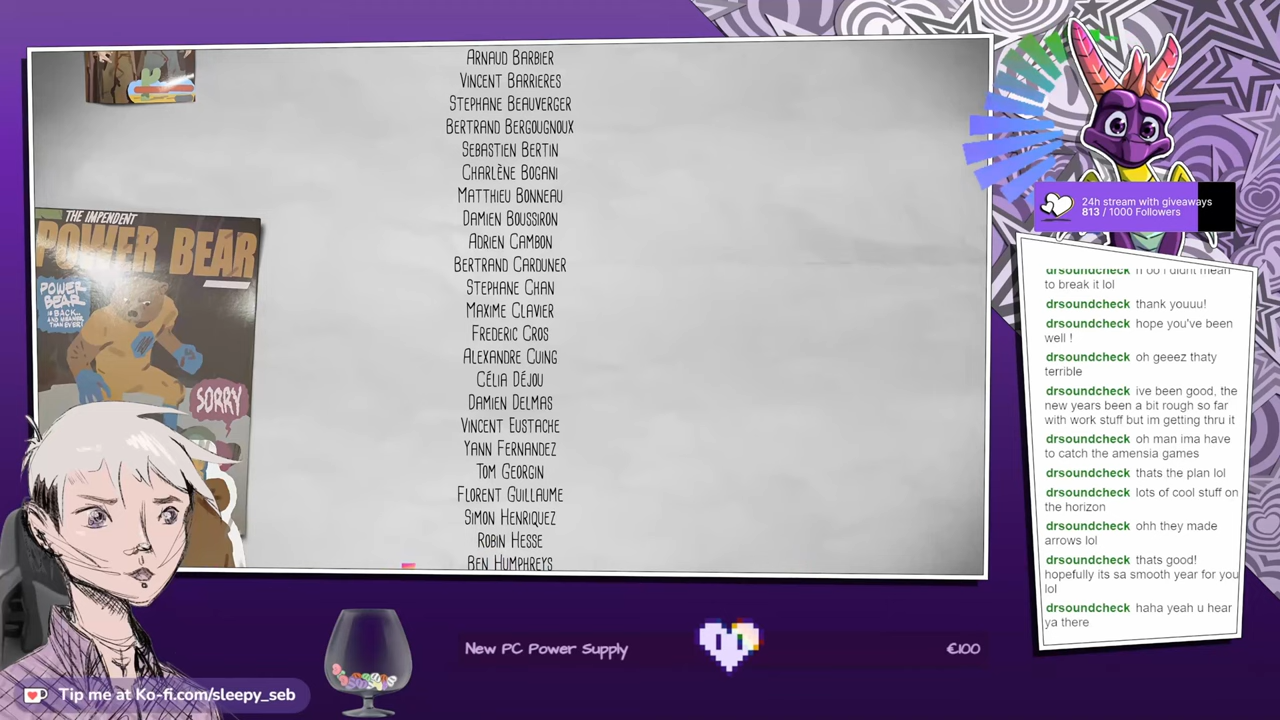 ARNAUD BARBIER
VINCENT BARRIERES
STEPHANE BEAUVERGER
BERTRAND BERGOUGNOUX
SEBASTIEN BERTIN
CHARLÈNE BOGANI
MATTHIEU BONNEAU
DAMIEN BOUSSIRON
ADRIEN CAMBON
BERTRAND CARDUNER
STEPHANE CHAN
MAXIME CLAVIER
FREDERIC CROS
ALEXANDRE CUING
CÉLIA DÉJOU
DAMIEN DELMAS
VINCENT EUSTACHE
YANN FERNANDEZ
TOM GEORGIN
FLORENT GUILLAUME
SIMON HENRIQUEZ
ROBIN HESSE
BEN HUMPHREYS
THE IMPENDENT
POWER BEAR
POWER
BEAR
IS BACK..
AND MEANER
THAN EVER!
SORRY
24h stream with giveaways
813 / 1000 Followers
drsoundcheck
to break it lol
drsoundcheck thank youuu!
drsoundcheck hope you've been
well !
drsoundcheck oh geeez thaty
terrible
drsoundcheck ive been good, the
new years been a bit rough so far
with work stuff but im getting thru it
drsoundcheck oh man ima have
to catch the amensia games
drsoundcheck thats the plan lol
drsoundcheck lots of cool stuff on
the horizon
drsoundcheck ohh they made
arrows lol
drsoundcheck thats good!
hopefully its sa smooth year for you
lol
drsoundcheck haha yeah u hear
ya there
New PC Power Supply
€100
Tip me at Ko-fi.com/sleepy_seb